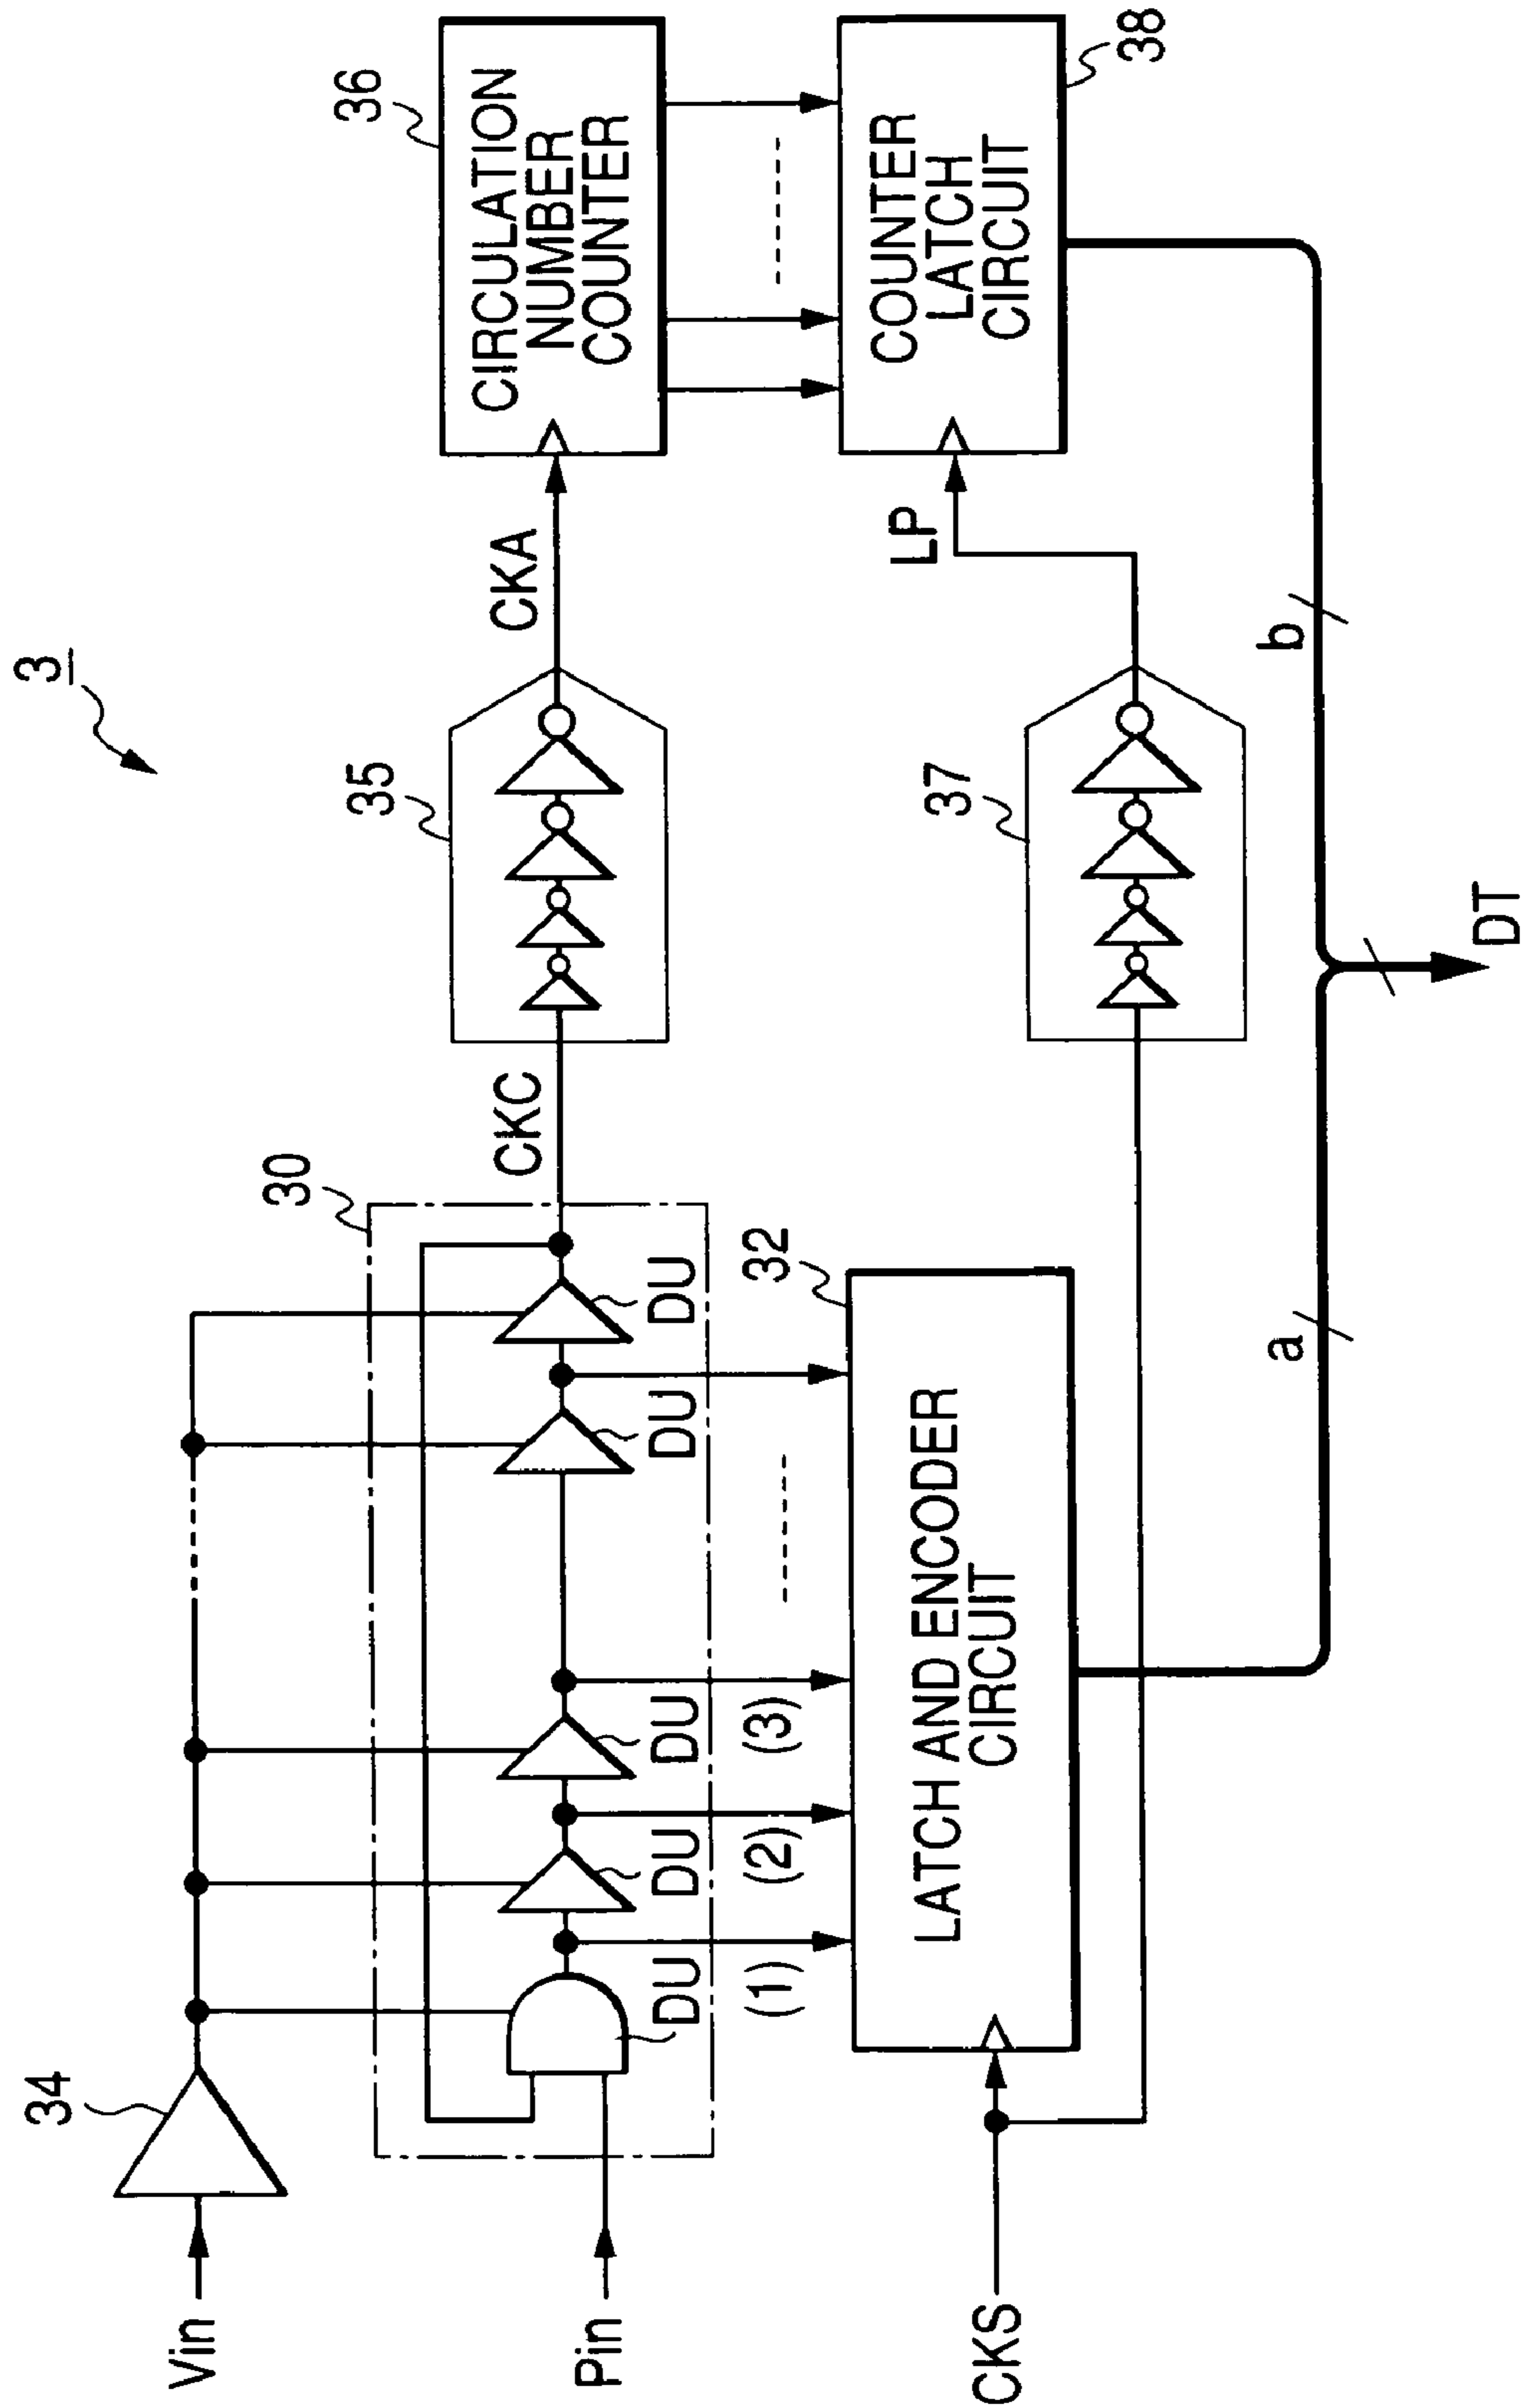 3
34
Vin
30
Pin
DU
DU
DU
DU
DU
CKC
35
CKA
36
CIRCULATION
NUMBER
COUNTER
(1)
(2)
(3)
32
LATCH AND ENCODER
CIRCUIT
CKS
37
LP
38
COUNTER
LATCH
CIRCUIT
a
b
DT